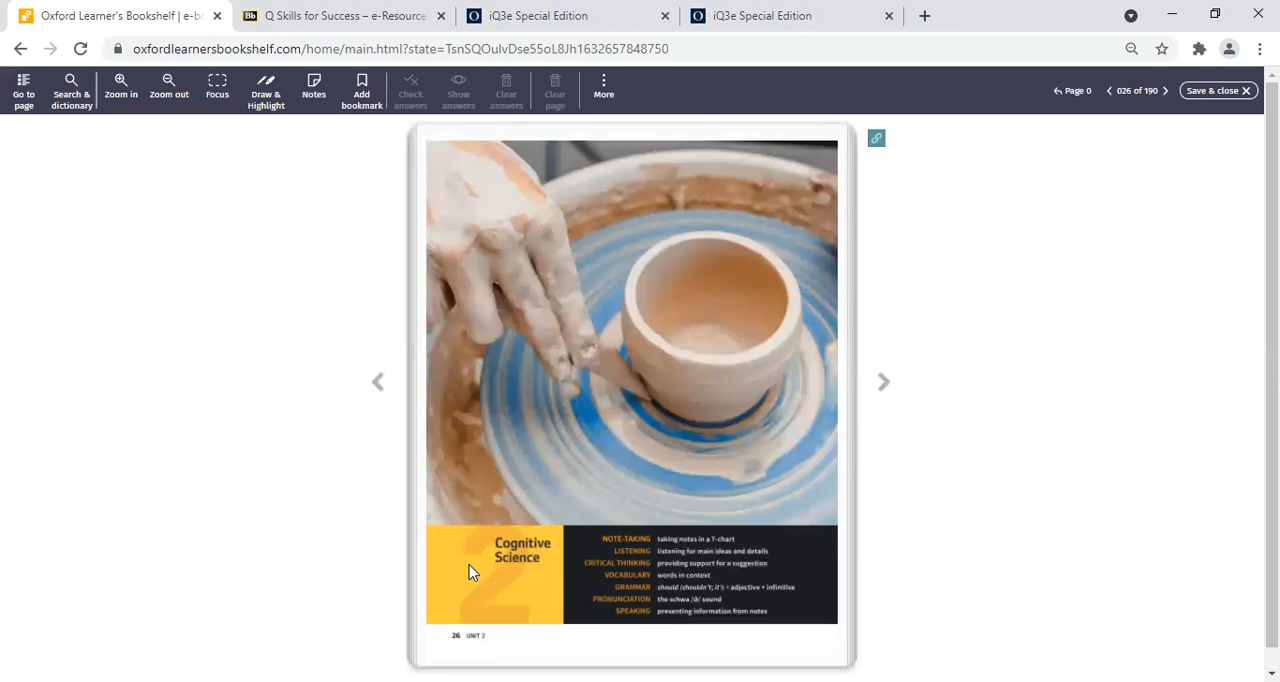 Oxford Learner's Bookshelf | e-bo
Q Skills for Success – e-Resource
iQ3e Special Edition
iQ3e Special Edition
oxfordlearnersbookshelf.com/home/main.html?state=TsnSQOulvDse55oL8Jh1632657848750
Go to page
Search & dictionary
Zoom in
Zoom out
Focus
Draw & Highlight
Notes
Add bookmark
Check answers
Show answers
Clear answers
Clear page
More
Page 0
026 of 190
Save & close
2
Cognitive
Science
NOTE-TAKING taking notes in a T-chart
LISTENING listening for main ideas and details
CRITICAL THINKING providing support for a suggestion
VOCABULARY words in context
GRAMMAR should /shouldn't; it's + adjective + infinitive
PRONUNCIATION the schwa /ə/ sound
SPEAKING presenting information from notes
26 UNIT 2